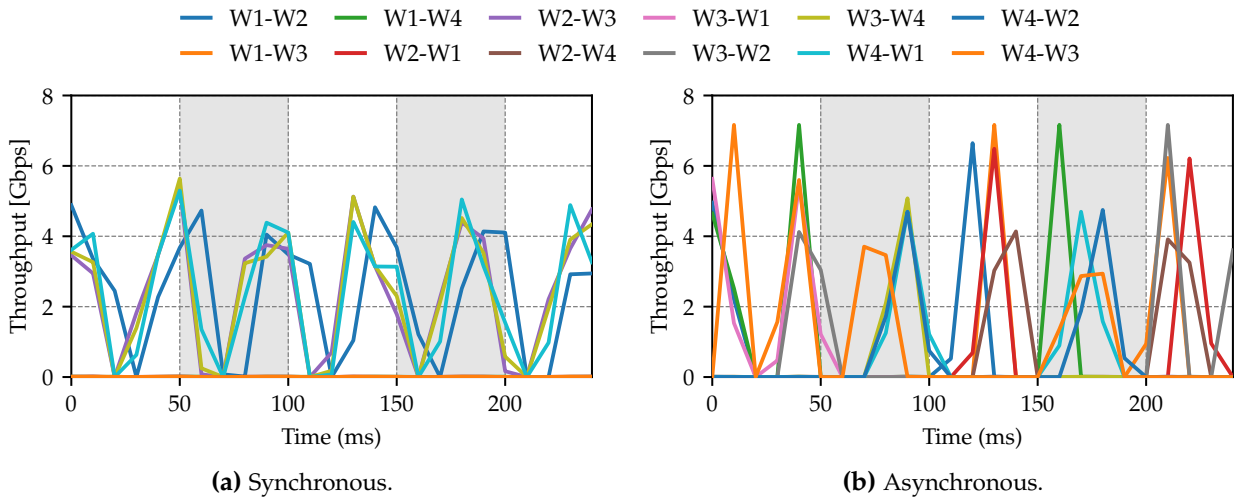 W1-W2 W1-W4 W2-W3 W3-W1 W3-W4 W4-W2
W1-W3 W2-W1 W2-W4 W3-W2 W4-W1 W4-W3
Throughput [Gbps]
8
6
4
2
0
0 50 100 150 200
Time (ms)
(a) Synchronous.
Throughput [Gbps]
8
6
4
2
0
0 50 100 150 200
Time (ms)
(b) Asynchronous.